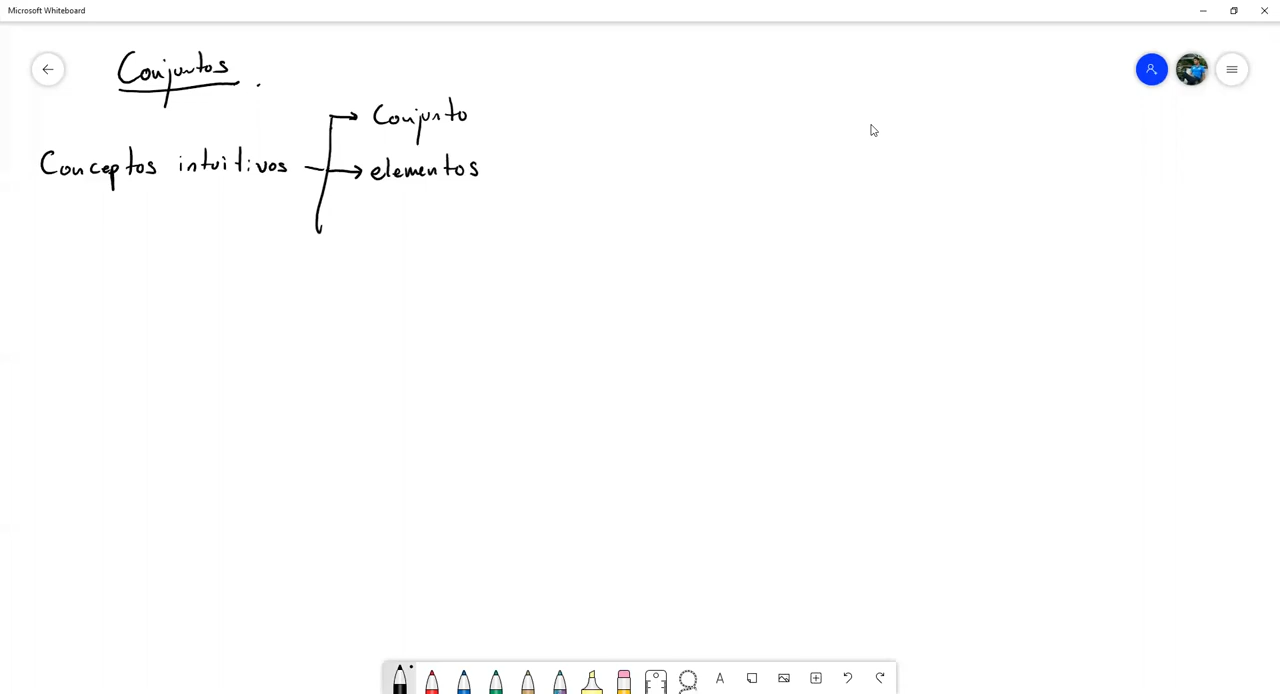 Microsoft Whiteboard
Conjuntos.
Conjunto
Conceptos intuitivos
elementos